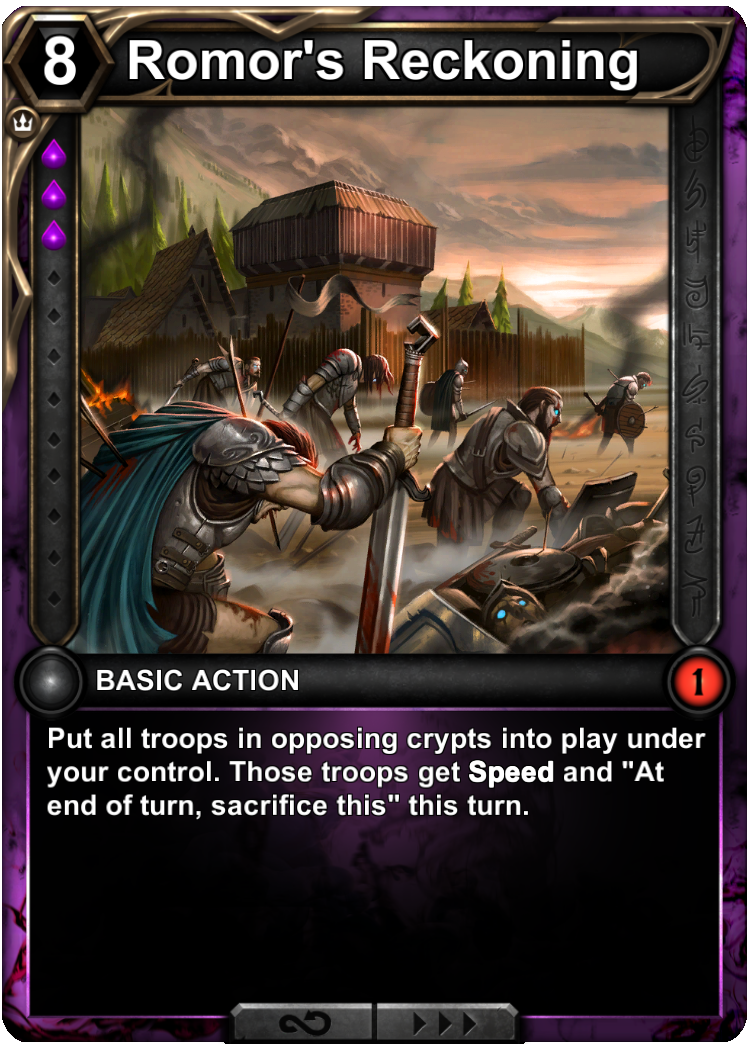 8 Romor's Reckoning
BASIC ACTION 1
Put all troops in opposing crypts into play under
your control. Those troops get Speed and "At
end of turn, sacrifice this" this turn.